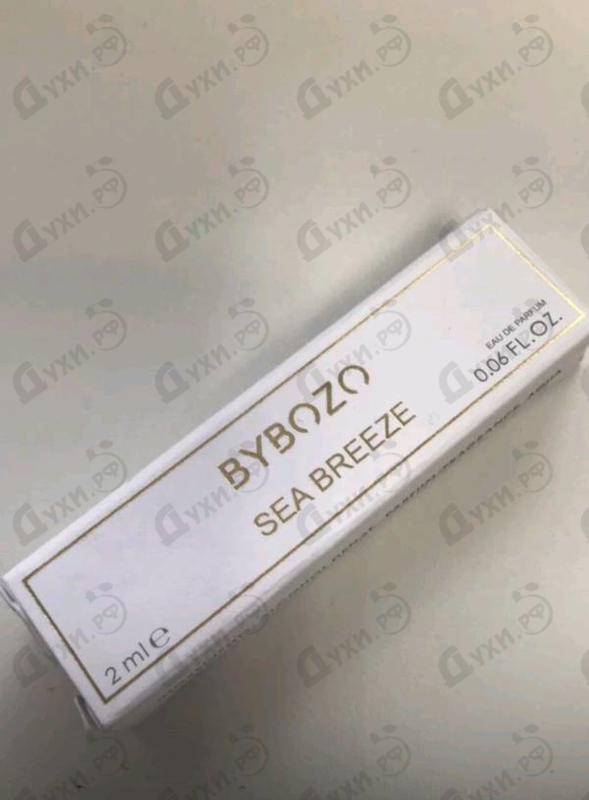 BYBOZO
SEA BREEZE
2 ml e
EAU DE PARFUM
0.06 FL.OZ.
Духи.рф